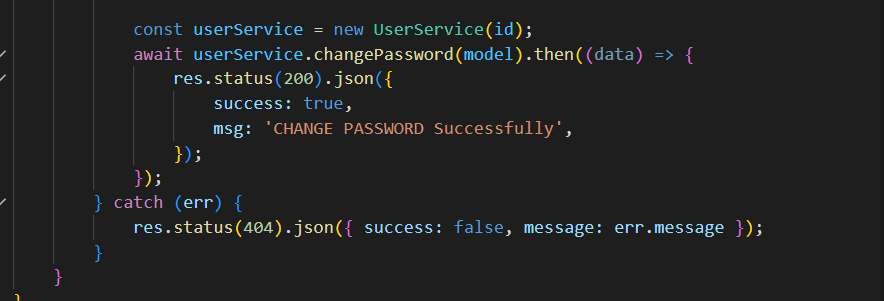 const userService = new UserService(id);
await userService.changePassword(model).then((data) => {
res.status(200).json({
success: true,
msg: 'CHANGE PASSWORD Successfully',
});
});
} catch (err) {
res.status(404).json({ success: false, message: err.message });
}
}
}